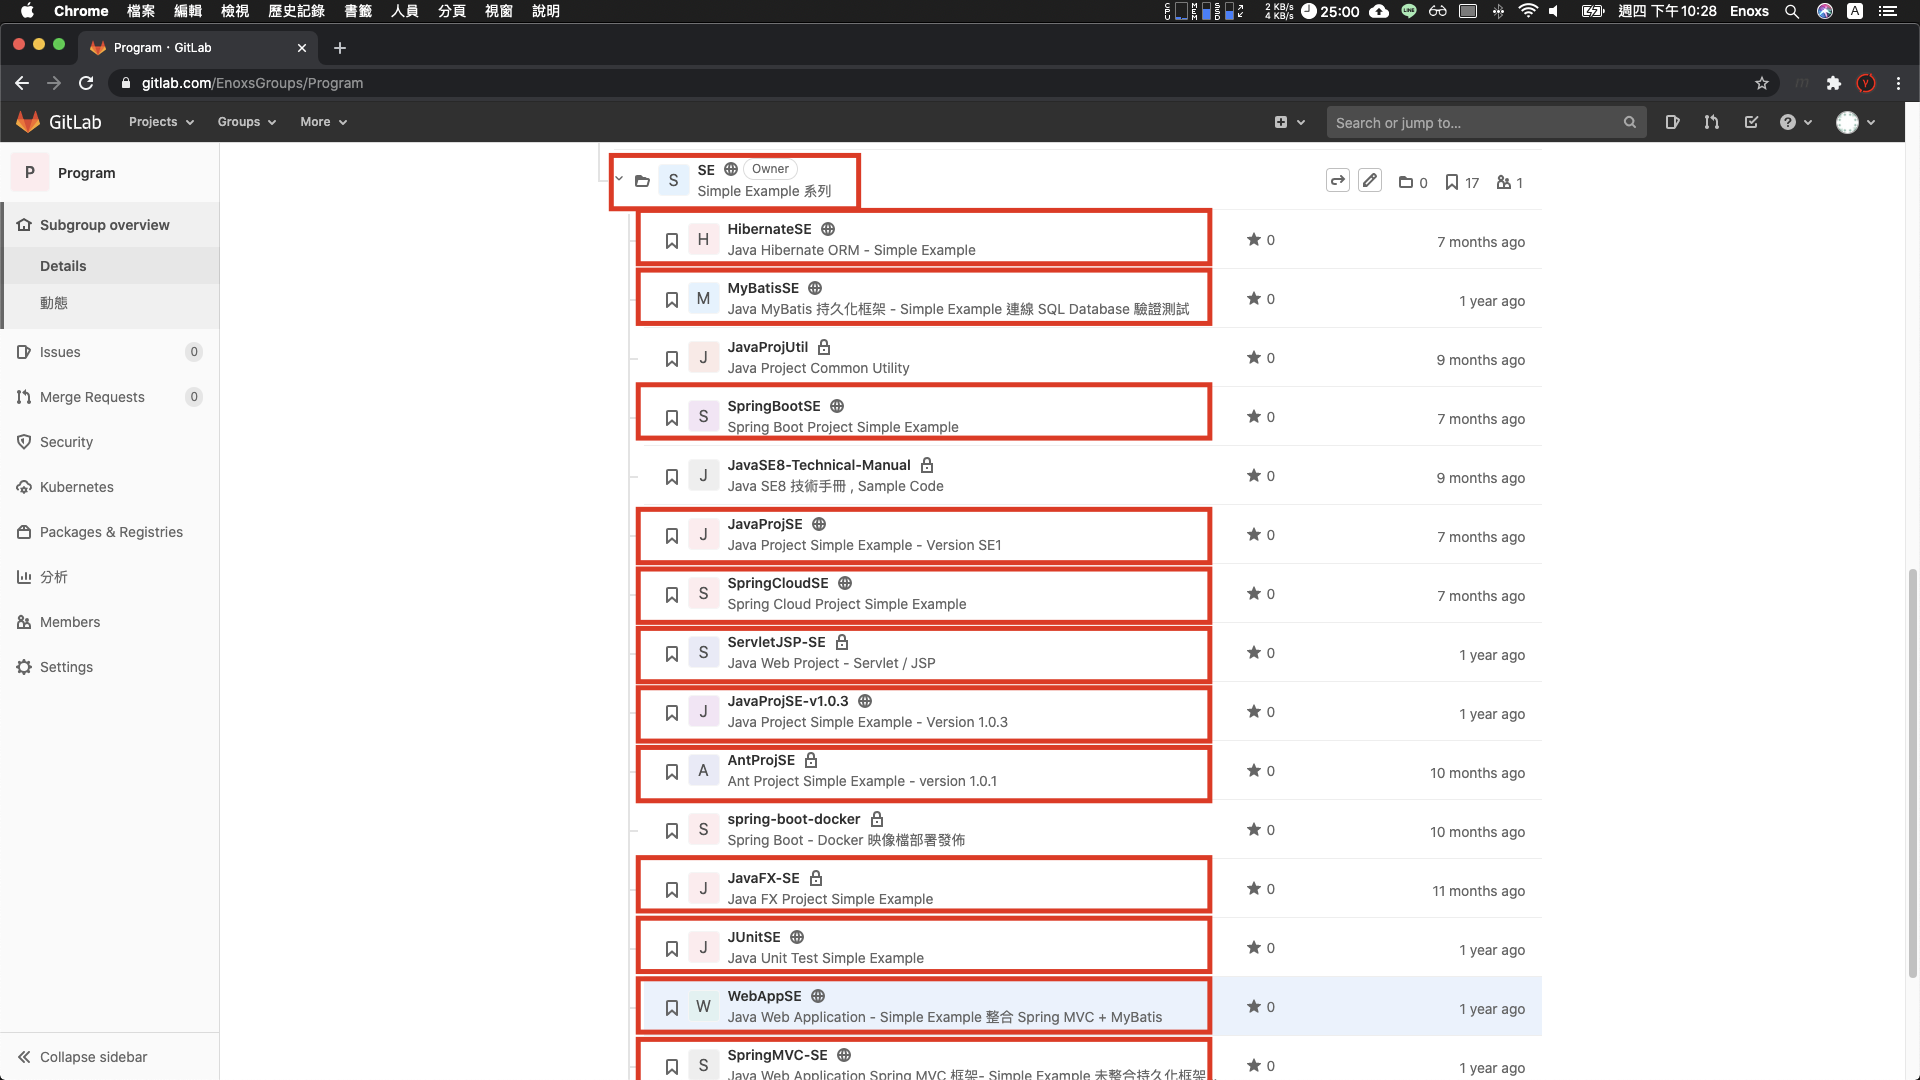 Chrome 檔案 編輯 檢視 歷史記錄 書籤 人員 分頁 視窗 說明
2 KB/s
4 KB/s
25:00 週四 下午10:28 Enoxs
Program · GitLab
gitlab.com/EnoxsGroups/Program
GitLab Projects Groups More Search or jump to...
P Program
Subgroup overview
Details
動態
Issues 0
Merge Requests 0
Security
Kubernetes
Packages & Registries
分析
Members
Settings
Collapse sidebar
S SE Owner
Simple Example 系列
0 17 1
H HibernateSE
Java Hibernate ORM - Simple Example
0 7 months ago
M MyBatisSE
Java MyBatis 持久化框架 - Simple Example 連線 SQL Database 驗證測試
0 1 year ago
J JavaProjUtil
Java Project Common Utility
0 9 months ago
S SpringBootSE
Spring Boot Project Simple Example
0 7 months ago
J JavaSE8-Technical-Manual
Java SE8 技術手冊 , Sample Code
0 9 months ago
J JavaProjSE
Java Project Simple Example - Version SE1
0 7 months ago
S SpringCloudSE
Spring Cloud Project Simple Example
0 7 months ago
S ServletJSP-SE
Java Web Project - Servlet / JSP
0 1 year ago
J JavaProjSE-v1.0.3
Java Project Simple Example - Version 1.0.3
0 1 year ago
A AntProjSE
Ant Project Simple Example - version 1.0.1
0 10 months ago
S spring-boot-docker
Spring Boot - Docker 映像檔部署發佈
0 10 months ago
J JavaFX-SE
Java FX Project Simple Example
0 11 months ago
J JUnitSE
Java Unit Test Simple Example
0 1 year ago
W WebAppSE
Java Web Application - Simple Example 整合 Spring MVC + MyBatis
0 1 year ago
S SpringMVC-SE
Java Web Application Spring MVC 框架- Simple Example 未整合持久化框架
0 1 year ago